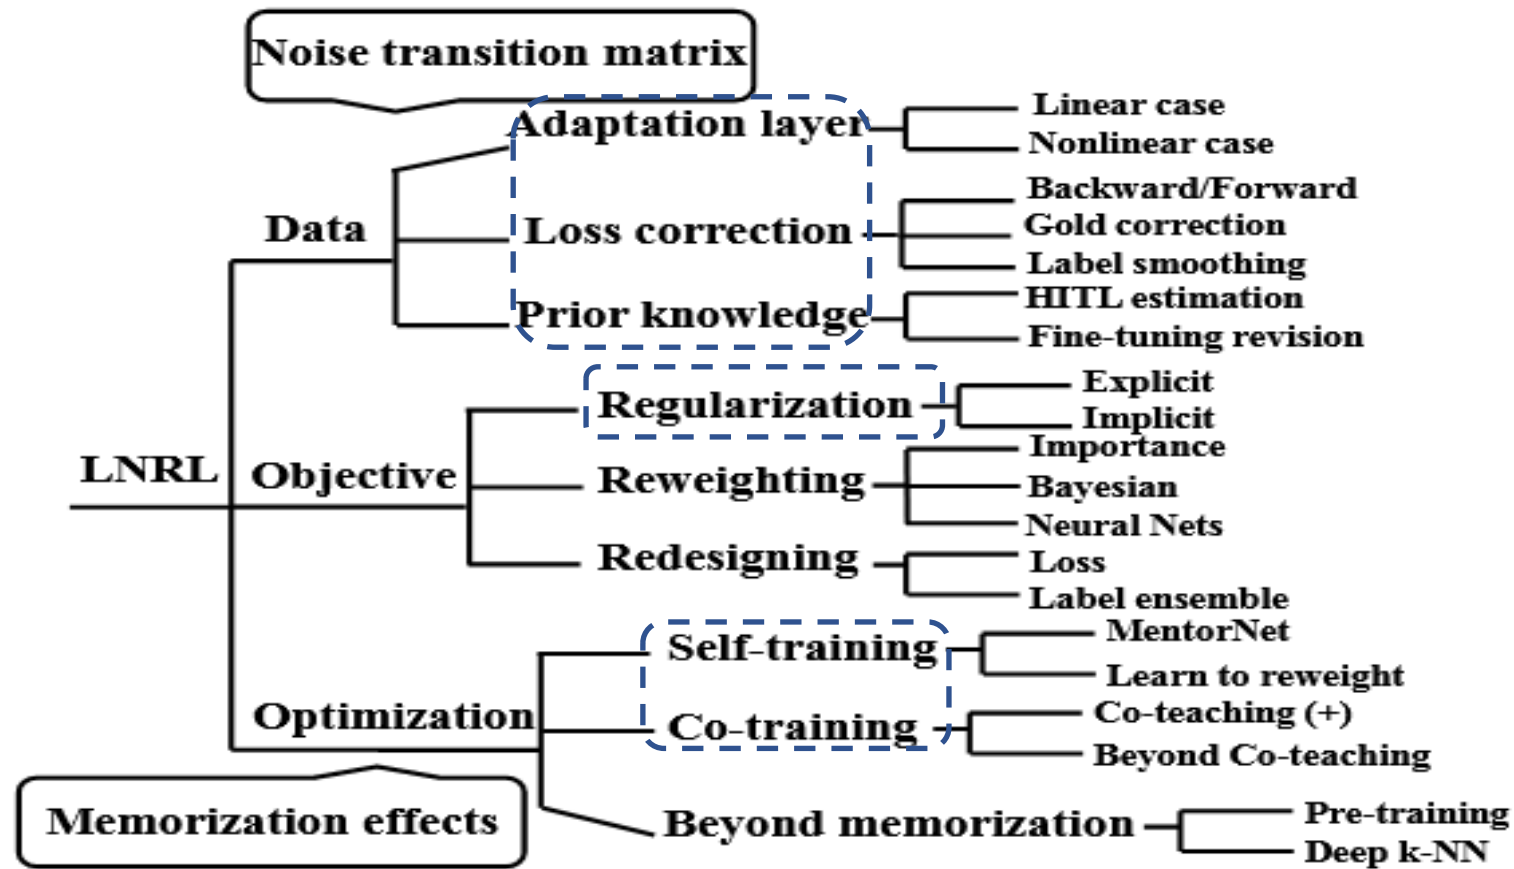 Noise transition matrix
Adaptation layer
Linear case
Nonlinear case
Data
Loss correction
Backward/Forward
Gold correction
Label smoothing
Prior knowledge
HITL estimation
Fine-tuning revision
LNRL
Objective
Regularization
Explicit
Implicit
Reweighting
Importance
Bayesian
Neural Nets
Redesigning
Loss
Label ensemble
Optimization
Self-training
MentorNet
Learn to reweight
Co-training
Co-teaching (+)
Beyond Co-teaching
Memorization effects
Beyond memorization
Pre-training
Deep k-NN